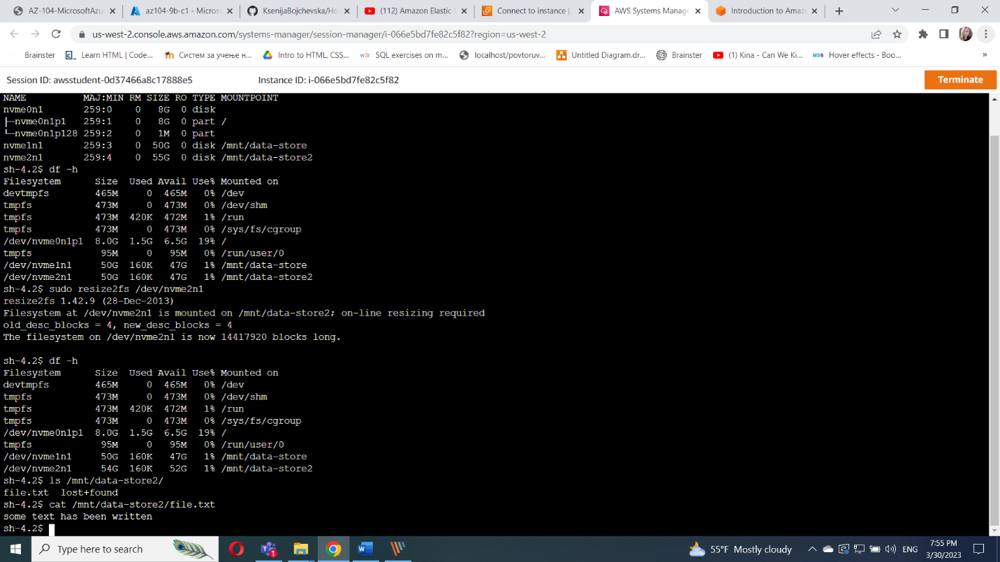 AZ-104-MicrosoftAzu
az104-9b-c1 - Micros
KsenijaBojchevska/Ho
(112) Amazon Elastic
Connect to instance |
AWS Systems Manag
Introduction to Amaz
us-west-2.console.aws.amazon.com/systems-manager/session-manager/i-066e5bd7fe82c5f82?region=us-west-2
Brainster
Learn HTML | Code...
Систем за учење н...
Intro to HTML, CSS...
w3r SQL exercises on m...
localhost/povtoruv...
Untitled Diagram.dr...
Brainster
(1) Kina - Can We Ki...
MDB Hover effects - Boo...
»
Session ID: awsstudent-0d37466a8c17888e5 Instance ID: i-066e5bd7fe82c5f82 Terminate
NAME MAJ:MIN RM SIZE RO TYPE MOUNTPOINT
nvme0n1 259:0 0 8G 0 disk
├─nvme0n1p1 259:1 0 8G 0 part /
└─nvme0n1p128 259:2 0 1M 0 part
nvme1n1 259:3 0 50G 0 disk /mnt/data-store
nvme2n1 259:4 0 55G 0 disk /mnt/data-store2
sh-4.2$ df -h
Filesystem Size Used Avail Use% Mounted on
devtmpfs 465M 0 465M 0% /dev
tmpfs 473M 0 473M 0% /dev/shm
tmpfs 473M 420K 472M 1% /run
tmpfs 473M 0 473M 0% /sys/fs/cgroup
/dev/nvme0n1p1 8.0G 1.5G 6.5G 19% /
tmpfs 95M 0 95M 0% /run/user/0
/dev/nvme1n1 50G 160K 47G 1% /mnt/data-store
/dev/nvme2n1 50G 160K 47G 1% /mnt/data-store2
sh-4.2$ sudo resize2fs /dev/nvme2n1
resize2fs 1.42.9 (28-Dec-2013)
Filesystem at /dev/nvme2n1 is mounted on /mnt/data-store2; on-line resizing required
old_desc_blocks = 4, new_desc_blocks = 4
The filesystem on /dev/nvme2n1 is now 14417920 blocks long.
sh-4.2$ df -h
Filesystem Size Used Avail Use% Mounted on
devtmpfs 465M 0 465M 0% /dev
tmpfs 473M 0 473M 0% /dev/shm
tmpfs 473M 420K 472M 1% /run
tmpfs 473M 0 473M 0% /sys/fs/cgroup
/dev/nvme0n1p1 8.0G 1.5G 6.5G 19% /
tmpfs 95M 0 95M 0% /run/user/0
/dev/nvme1n1 50G 160K 47G 1% /mnt/data-store
/dev/nvme2n1 54G 160K 52G 1% /mnt/data-store2
sh-4.2$ ls /mnt/data-store2/
file.txt lost+found
sh-4.2$ cat /mnt/data-store2/file.txt
some text has been written
sh-4.2$
Type here to search
55°F Mostly cloudy
ENG
7:55 PM
3/30/2023